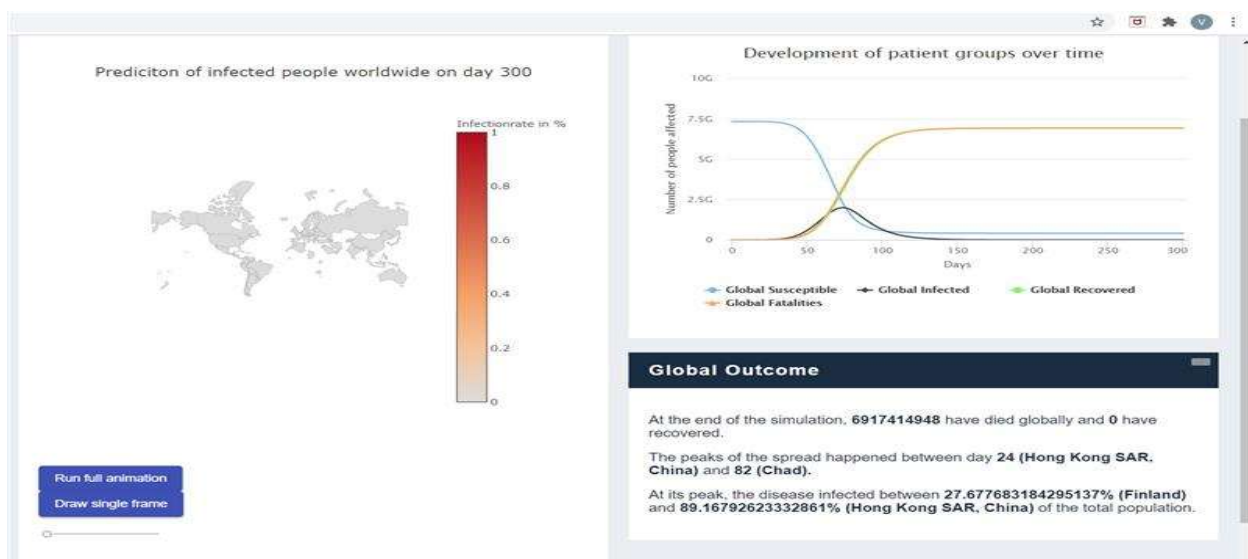 V
Prediciton of infected people worldwide on day 300
Infectionrate in %
1
0.8
0.6
0.4
0.2
0
Run full animation
Draw single frame
Development of patient groups over time
Number of people affected
10G
7.5G
5G
2.5G
0
0 50 100 150 200 250 300
Days
Global Susceptible Global Infected Global Recovered
Global Fatalities
Global Outcome
At the end of the simulation, 6917414948 have died globally and 0 have
recovered.
The peaks of the spread happened between day 24 (Hong Kong SAR,
China) and 82 (Chad).
At its peak, the disease infected between 27.677683184295137% (Finland)
and 89.16792623332861% (Hong Kong SAR, China) of the total population.